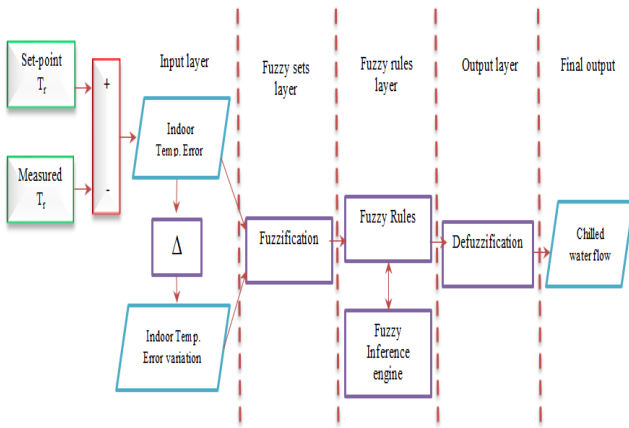 Input layer
Fuzzy sets
layer
Fuzzy rules
layer
Output layer
Final output
Set-point
Tr
+
-
Measured
Tr
Indoor
Temp. Error
Δ
Indoor Temp.
Error variation
Fuzzification
Fuzzy Rules
Fuzzy
Inference
engine
Defuzzification
Chilled
water flow